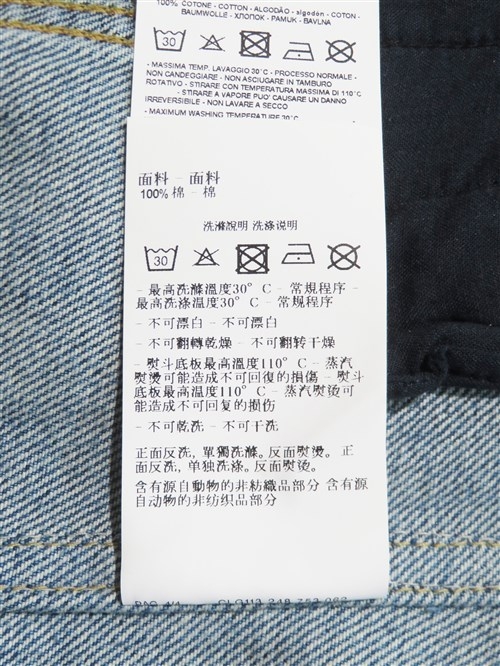 100% COTONE - COTTON - ALGODÃO - algodón - COTON -
BAUMWOLLE - ХЛОПОК - PAMUK - BAVLNA
30
- MASSIMA TEMP. LAVAGGIO 30°C - PROCESSO NORMALE -
NON CANDEGGIARE - NON ASCIUGARE IN TAMBURO
ROTATIVO - STIRARE CON TEMPERATURA MASSIMA DI 110°C
- STIRARE A VAPORE PUO' CAUSARE UN DANNO
IRREVERSIBILE - NON LAVARE A SECCO
- MAXIMUM WASHING TEMPERATURE 30°C
面料 - 面料
100% 棉 - 棉
洗滌說明 洗涤说明
30
- 最高洗滌溫度30° C - 常規程序 -
最高洗涤温度30° C - 常规程序
- 不可漂白 - 不可漂白
- 不可翻轉乾燥 - 不可翻转干燥
- 熨斗底板最高溫度110° C - 蒸汽
熨燙可能造成不可回復的損傷 - 熨斗
底板最高温度110° C - 蒸汽熨烫可
能造成不可回复的损伤
- 不可乾洗 - 不可干洗
正面反洗, 單獨洗滌。反面熨燙。 正
面反洗, 单独洗涤。反面熨烫。
含有源自動物的非紡織品部分 含有源
自动物的非纺织品部分